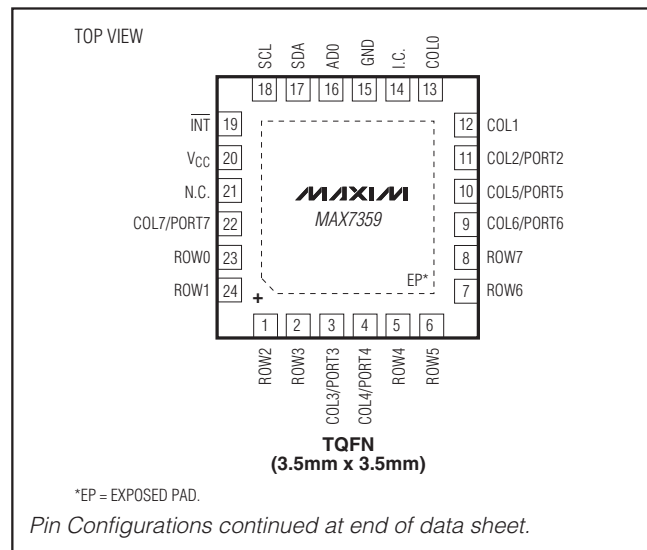 TOP VIEW
SCL SDA AD0 GND I.C. COL0
18 17 16 15 14 13
INT 19 12 COL1
VCC 20 11 COL2/PORT2
N.C. 21 10 COL5/PORT5
MAXIM
MAX7359
COL7/PORT7 22 9 COL6/PORT6
ROW0 23 8 ROW7
EP*
ROW1 24 7 ROW6
+
1 2 3 4 5 6
ROW2 ROW3 COL3/PORT3 COL4/PORT4 ROW4 ROW5
TQFN
(3.5mm x 3.5mm)
*EP = EXPOSED PAD.
Pin Configurations continued at end of data sheet.